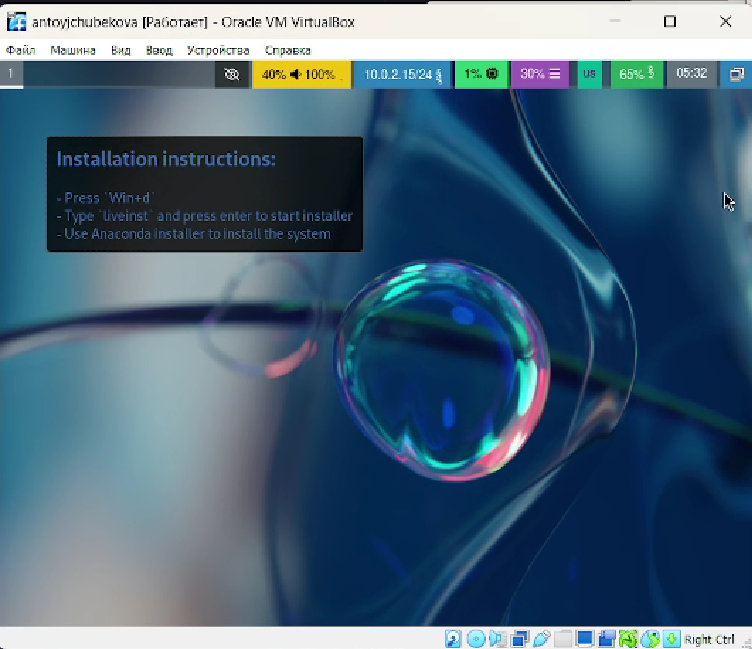 antoyjchubekova [Работает] - Oracle VM VirtualBox
Файл Машина Вид Ввод Устройства Справка
1 40% 100% 10.0.2.15/24 1% 30% us 65% 05:32
Installation instructions:
- Press `Win+d`
- Type `liveinst` and press enter to start installer
- Use Anaconda installer to install the system
Right Ctrl